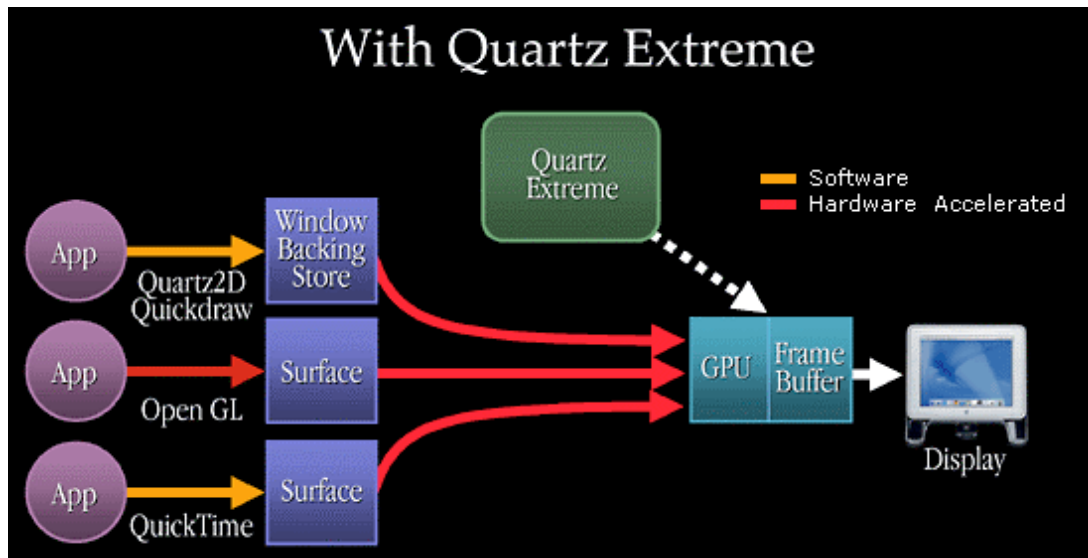 With Quartz Extreme
Quartz
Extreme
Software
Hardware Accelerated
App
Quartz2D
Quickdraw
Window
Backing
Store
App
Open GL
Surface
GPU
Frame
Buffer
Display
App
QuickTime
Surface